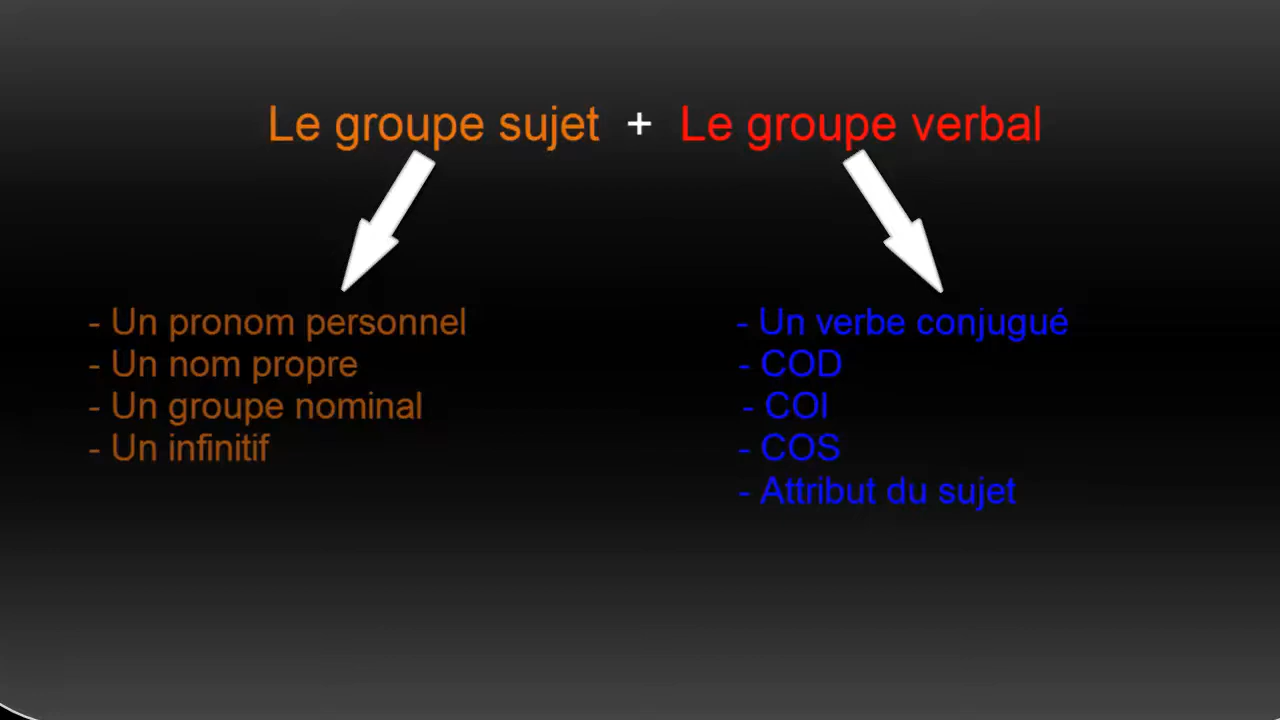 Le groupe sujet + Le groupe verbal
- Un pronom personnel
- Un nom propre
- Un groupe nominal
- Un infinitif
- Un verbe conjugué
- COD
- COI
- COS
- Attribut du sujet